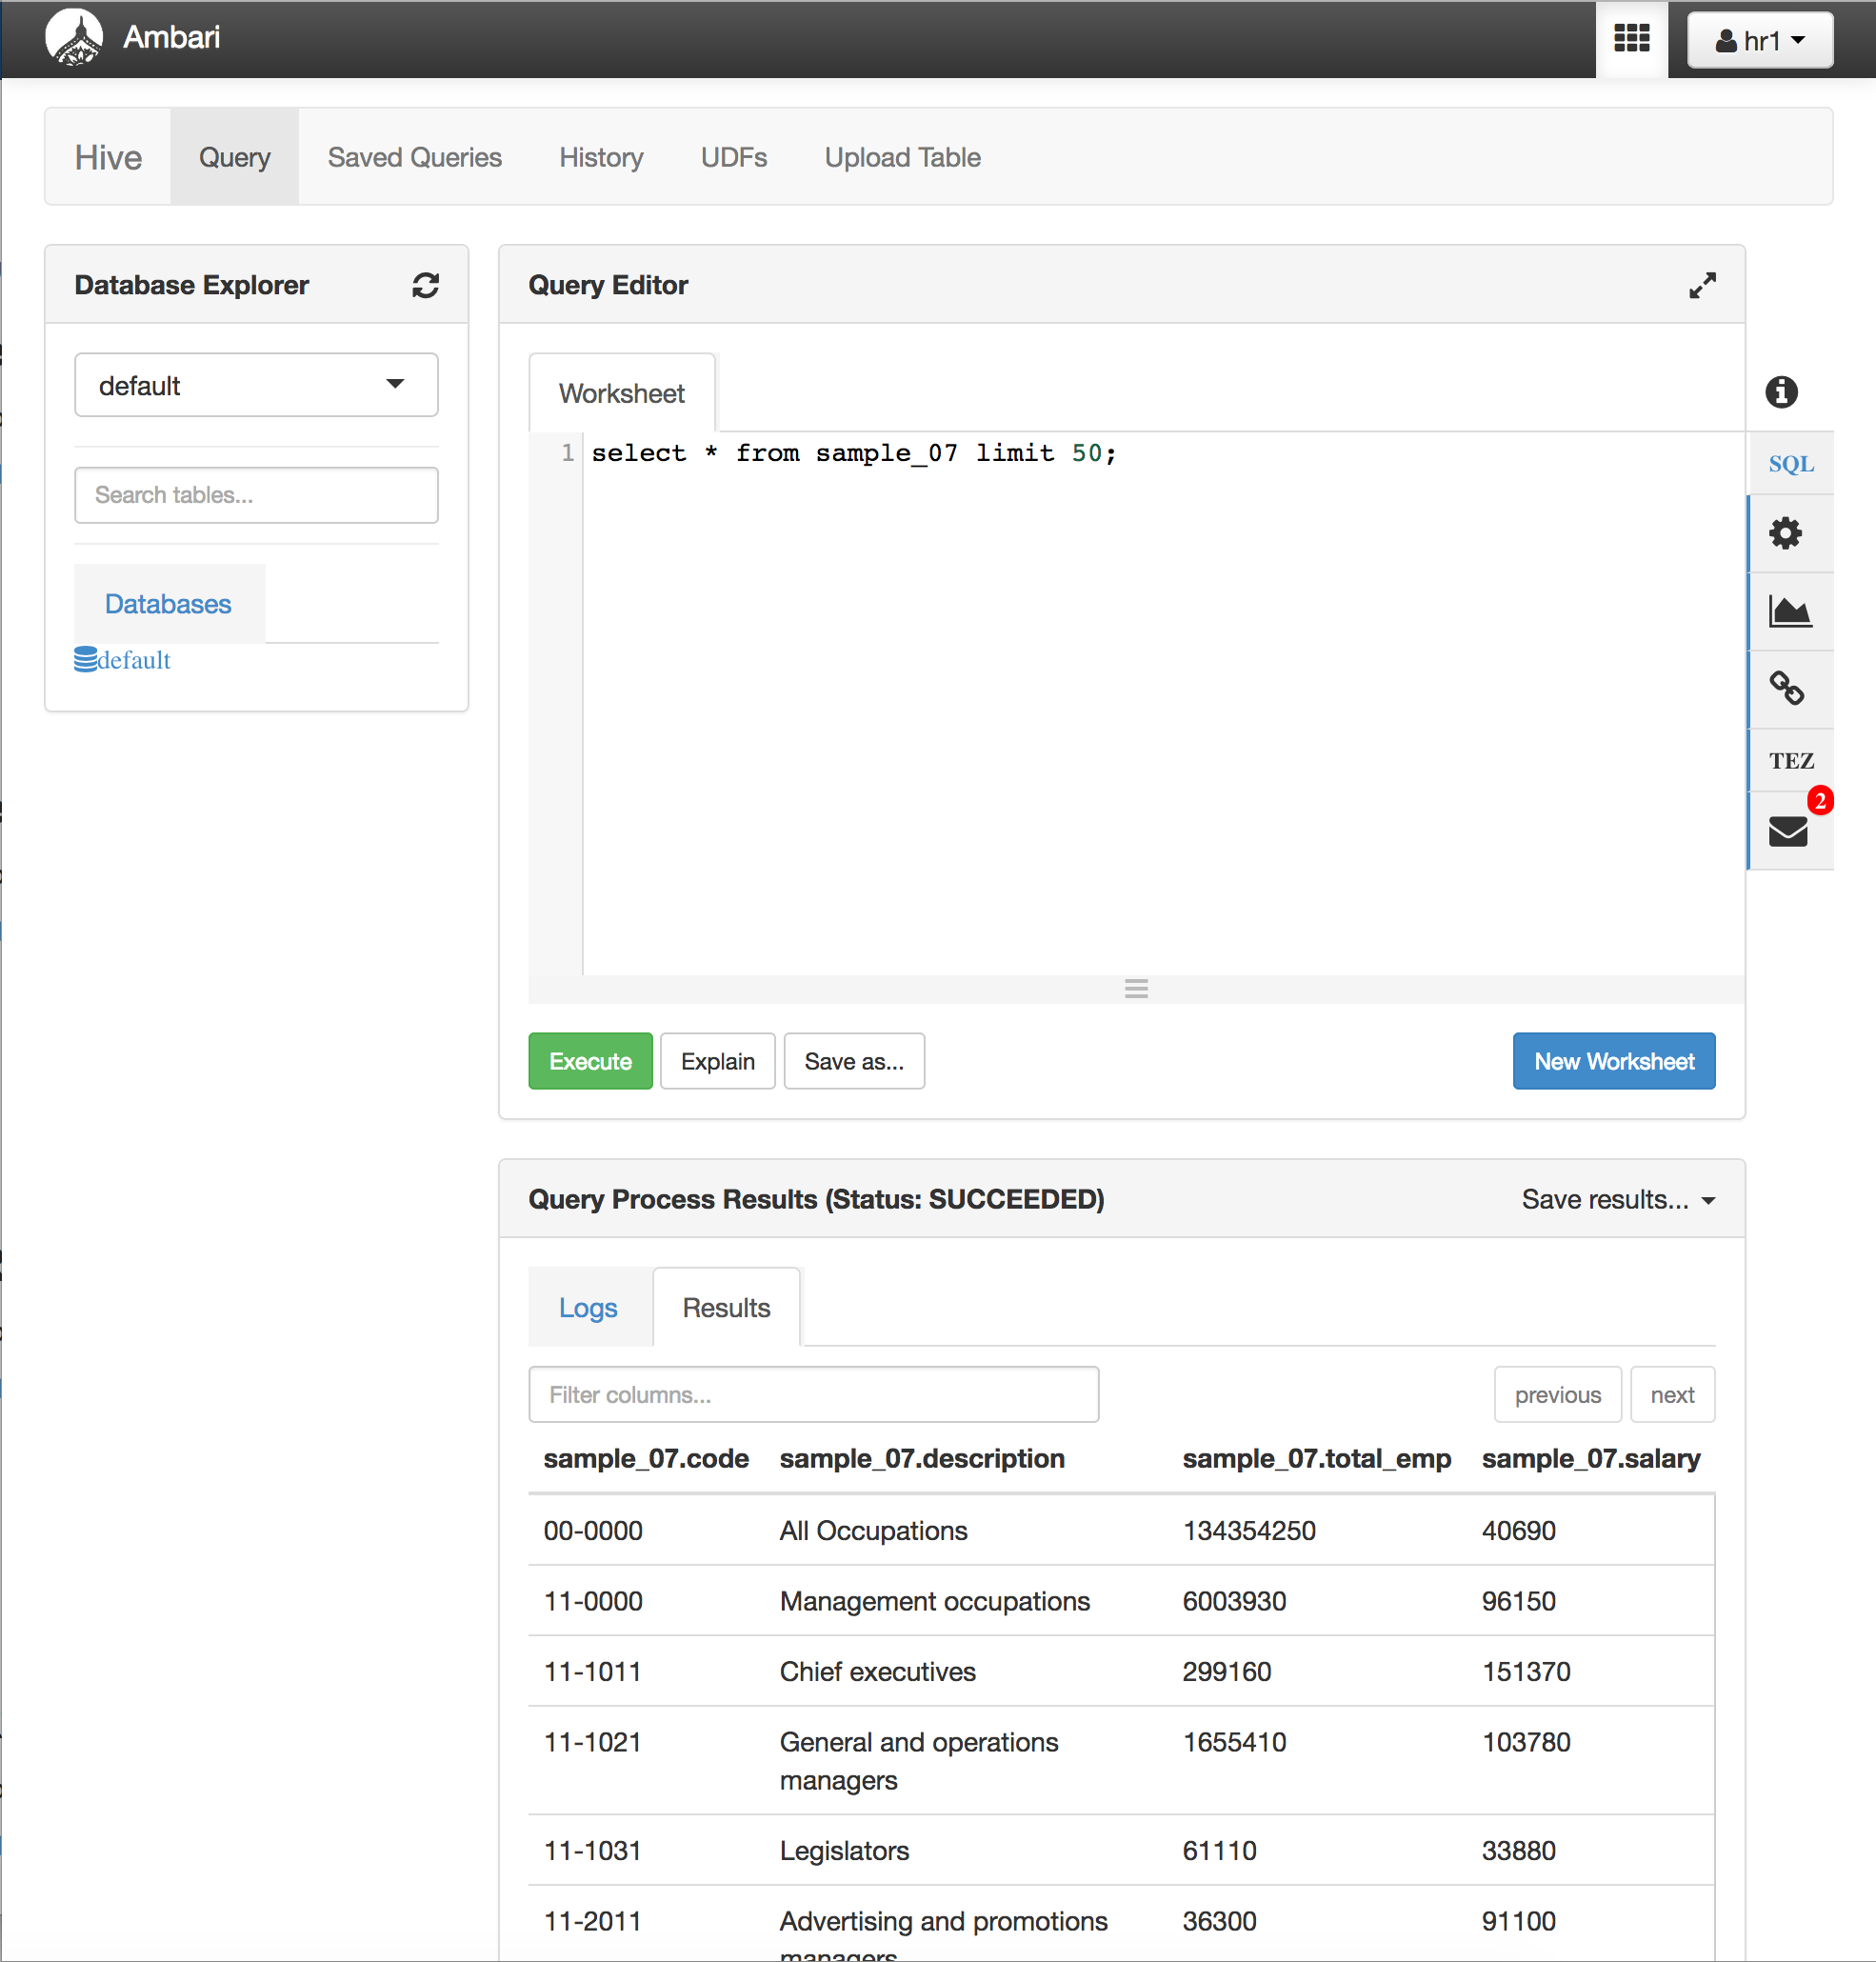 Ambari
hr1
Hive Query Saved Queries History UDFs Upload Table
Database Explorer
default
Search tables...
Databases
default
Query Editor
Worksheet
1 select * from sample_07 limit 50;
SQL
TEZ
2
Execute Explain Save as... New Worksheet
Query Process Results (Status: SUCCEEDED) Save results...
Logs Results
Filter columns... previous next
sample_07.code sample_07.description sample_07.total_emp sample_07.salary
00-0000 All Occupations 134354250 40690
11-0000 Management occupations 6003930 96150
11-1011 Chief executives 299160 151370
11-1021 General and operations 1655410 103780
managers
11-1031 Legislators 61110 33880
11-2011 Advertising and promotions 36300 91100
managers